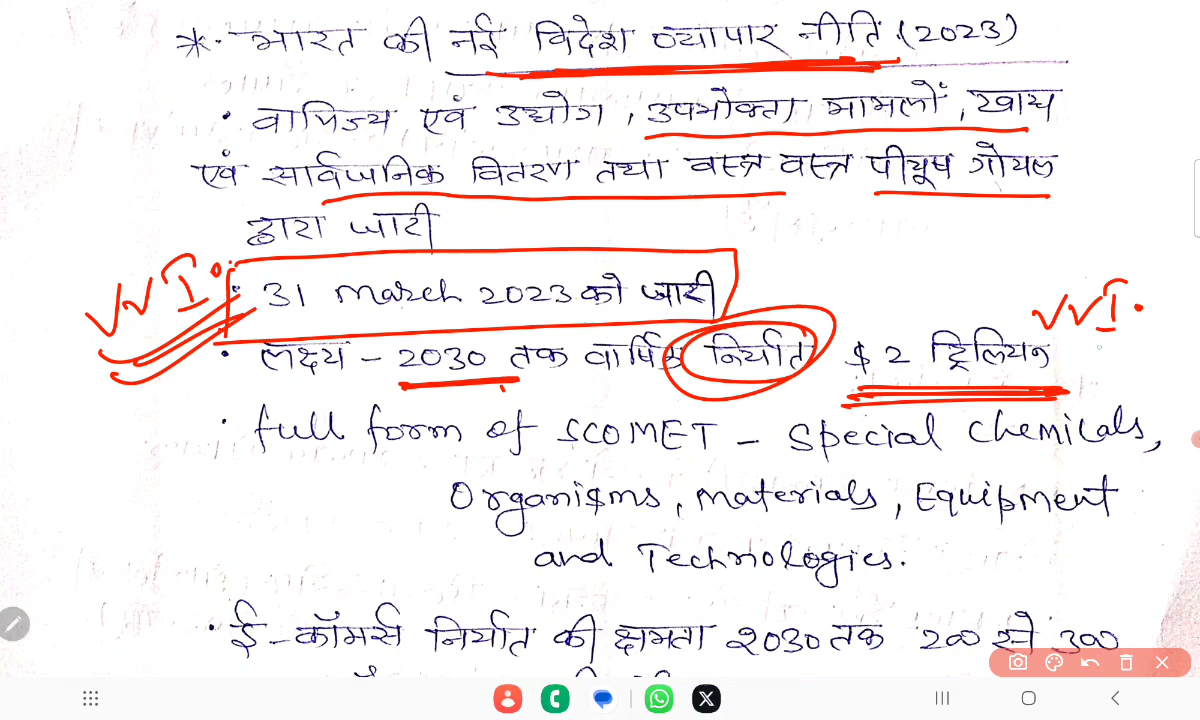 *. भारत की नई विदेश व्यापार नीति (2023)
• वाणिज्य एवं उद्योग, उपभोक्ता मामलों, खाद्य
एवं सार्वजनिक वितरण तथा वस्त्र वस्त्र पीयूष गोयल
द्वारा जारी
VVI. • 31 March 2023 को जारी
• लक्ष्य – 2030 तक वार्षिक निर्यात $ 2 ट्रिलियन VVI.
• full form of SCOMET – Special Chemicals,
Organisms, Materials, Equipment
and Technologies.
• ई-कॉमर्स निर्यात की क्षमता 2030 तक 200 से 300